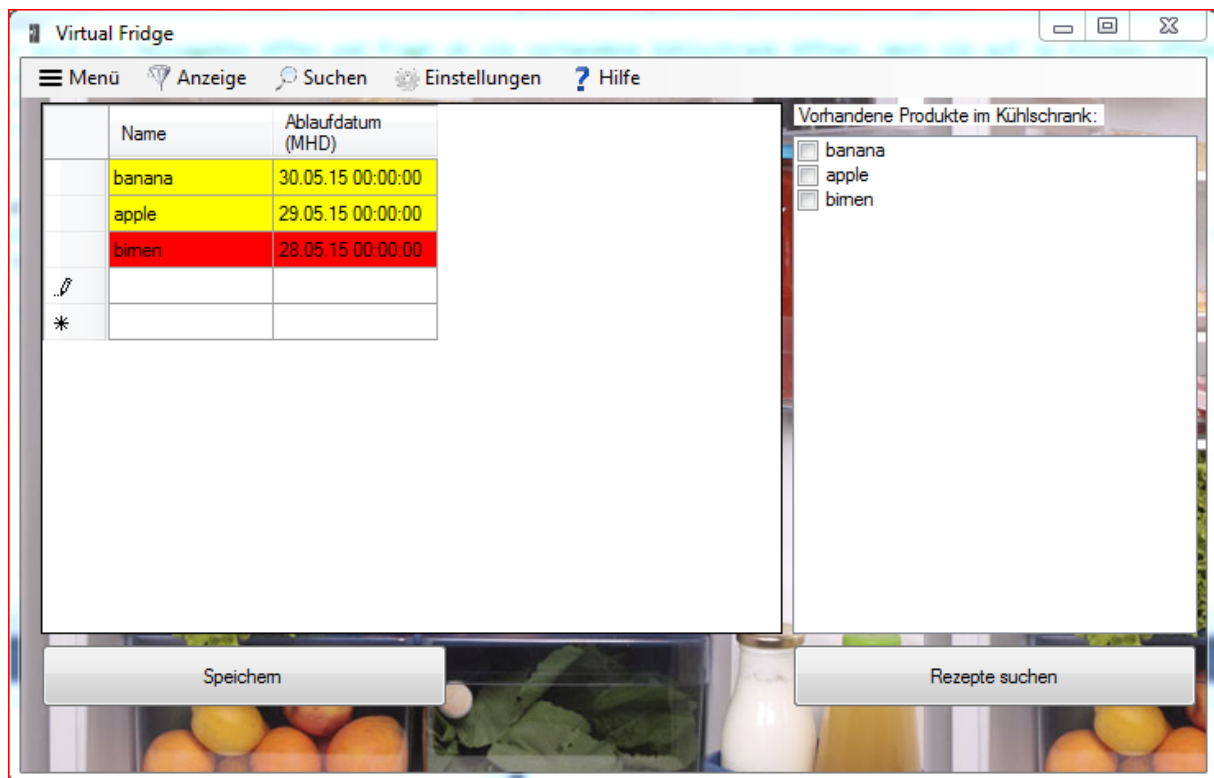 Virtual Fridge
Menü Anzeige Suchen Einstellungen ? Hilfe
Name
Ablaufdatum
(MHD)
banana 30.05.15 00:00:00
apple 29.05.15 00:00:00
birnen 28.05.15 00:00:00
Vorhandene Produkte im Kühlschrank:
banana
apple
birnen
Speichern
Rezepte suchen